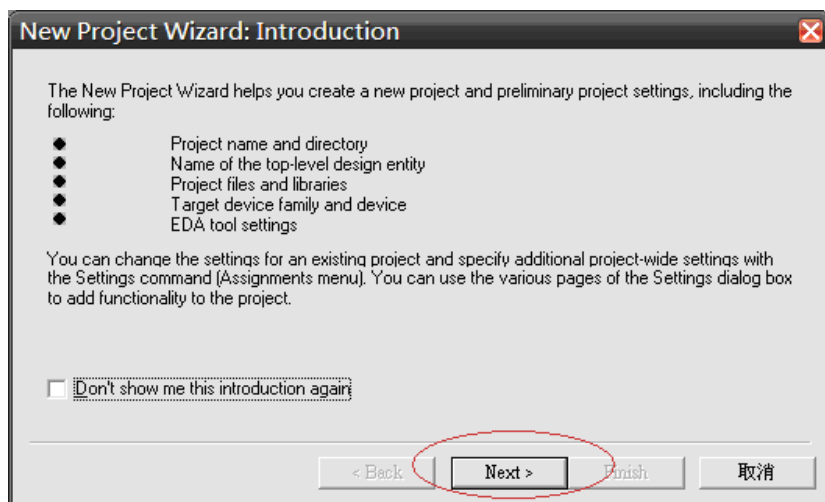 New Project Wizard: Introduction
The New Project Wizard helps you create a new project and preliminary project settings, including the
following:
Project name and directory
Name of the top-level design entity
Project files and libraries
Target device family and device
EDA tool settings
You can change the settings for an existing project and specify additional project-wide settings with
the Settings command (Assignments menu). You can use the various pages of the Settings dialog box
to add functionality to the project.
Don't show me this introduction again
< Back Next > Finish 取消